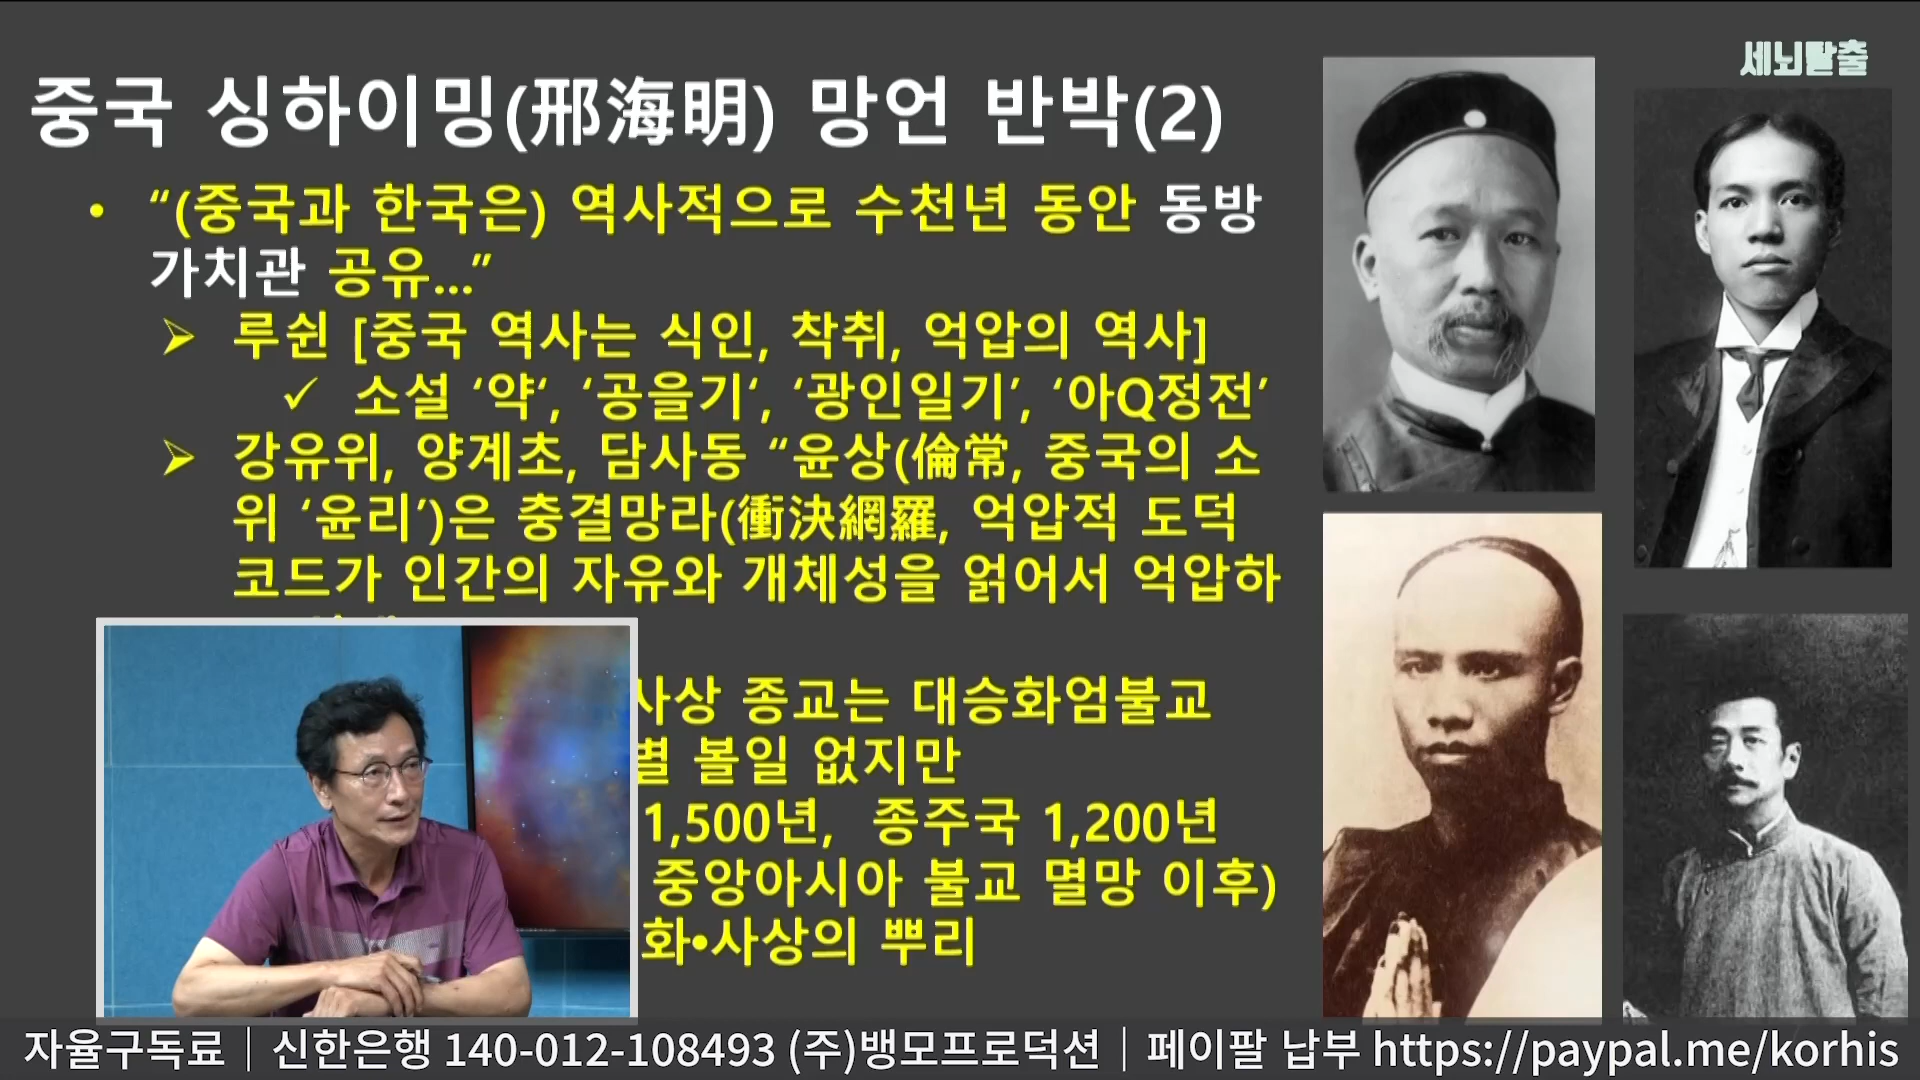 세뇌탈출
중국 싱하이밍(邢海明) 망언 반박(2)
• “(중국과 한국은) 역사적으로 수천년 동안 동방
가치관 공유...”
➢ 루쉰 [중국 역사는 식인, 착취, 억압의 역사]
✓ 소설 ‘약‘, ‘공을기‘, ‘광인일기’, ‘아Q정전’
➢ 강유위, 양계초, 담사동 “윤상(倫常, 중국의 소
위 ‘윤리’)은 충결망라(衝決網羅, 억압적 도덕
코드가 인간의 자유와 개체성을 얽어서 억압하
사상 종교는 대승화엄불교
별 볼일 없지만
1,500년, 종주국 1,200년
중앙아시아 불교 멸망 이후)
화•사상의 뿌리
자율구독료│신한은행 140-012-108493 (주)뱅모프로덕션│페이팔 납부 https://paypal.me/korhis